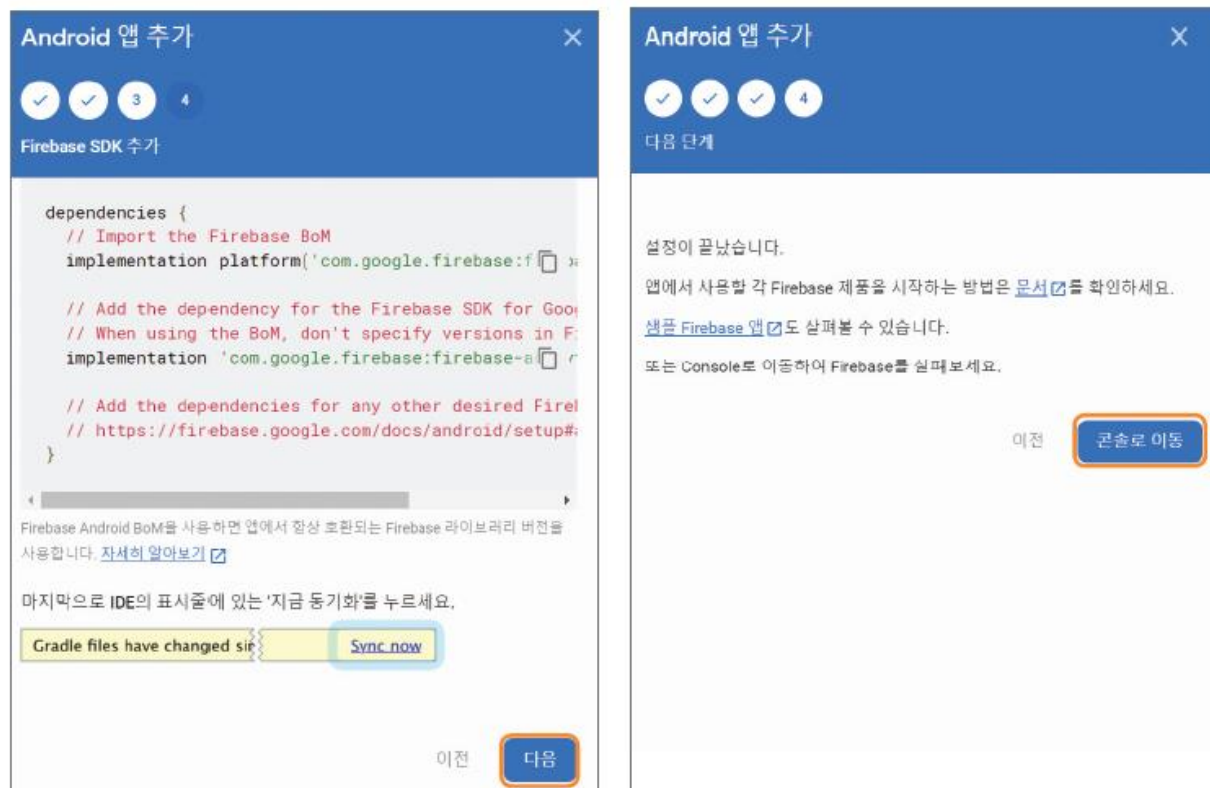 Android 앱 추가
3
4
Firebase SDK 추가
dependencies {
// Import the Firebase BoM
implementation platform('com.google.firebase:f
// Add the dependency for the Firebase SDK for Goo
// When using the BoM, don't specify versions in F
implementation 'com.google.firebase:firebase-a
// Add the dependencies for any other desired Fire
// https://firebase.google.com/docs/android/setup#
}
Firebase Android BoM을 사용하면 앱에서 항상 호환되는 Firebase 라이브러리 버전을
사용합니다. 자세히 알아보기
마지막으로 IDE의 표시줄에 있는 '지금 동기화'를 누르세요.
Gradle files have changed sin
Sync now
이전
다음
Android 앱 추가
4
다음 단계
설정이 끝났습니다.
앱에서 사용할 각 Firebase 제품을 시작하는 방법은 문서를 확인하세요.
샘플 Firebase 앱도 살펴볼 수 있습니다.
또는 Console로 이동하여 Firebase를 살펴보세요.
이전
콘솔로 이동